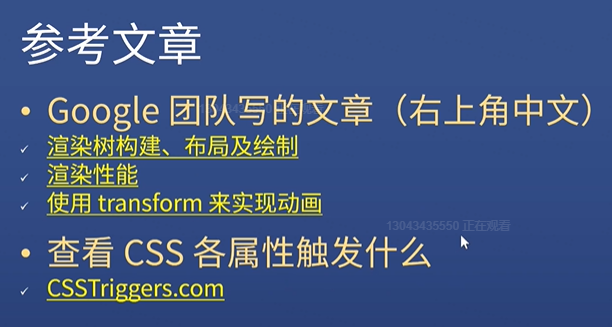 参考文章
• Google 团队写的文章（右上角中文）
✓ 渲染树构建、布局及绘制
✓ 渲染性能
✓ 使用 transform 来实现动画
13043435550 正在观看
• 查看 CSS 各属性触发什么
✓ CSSTriggers.com